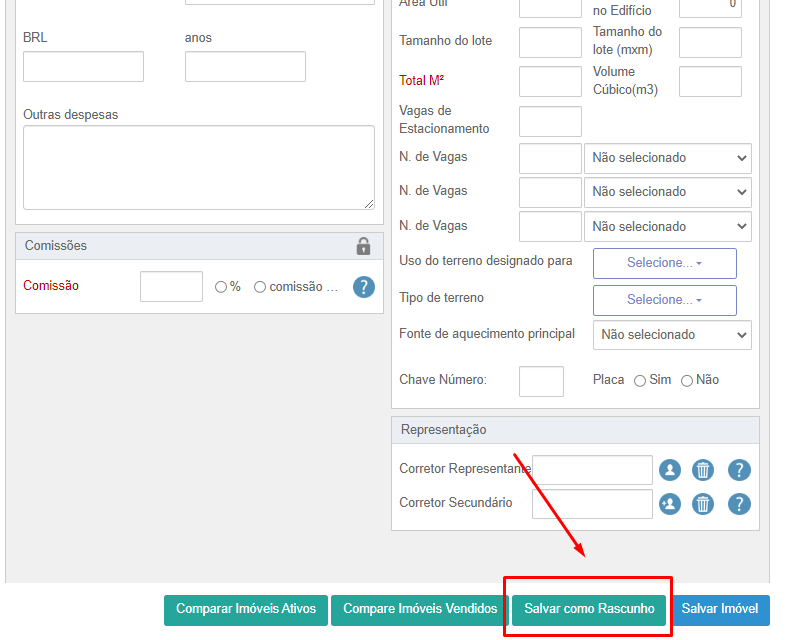 BRL anos
Outras despesas
Comissões
Comissão % comissão ... ?
Área Útil
no Edifício 0
Tamanho do lote
Tamanho do
lote (mxm)
Total M²
Volume
Cúbico(m3)
Vagas de
Estacionamento
N. de Vagas Não selecionado
N. de Vagas Não selecionado
N. de Vagas Não selecionado
Uso do terreno designado para Selecione...
Tipo de terreno Selecione...
Fonte de aquecimento principal Não selecionado
Chave Número: Placa Sim Não
Representação
Corretor Representante ?
Corretor Secundário ?
Comparar Imóveis Ativos Compare Imóveis Vendidos Salvar como Rascunho Salvar Imóvel